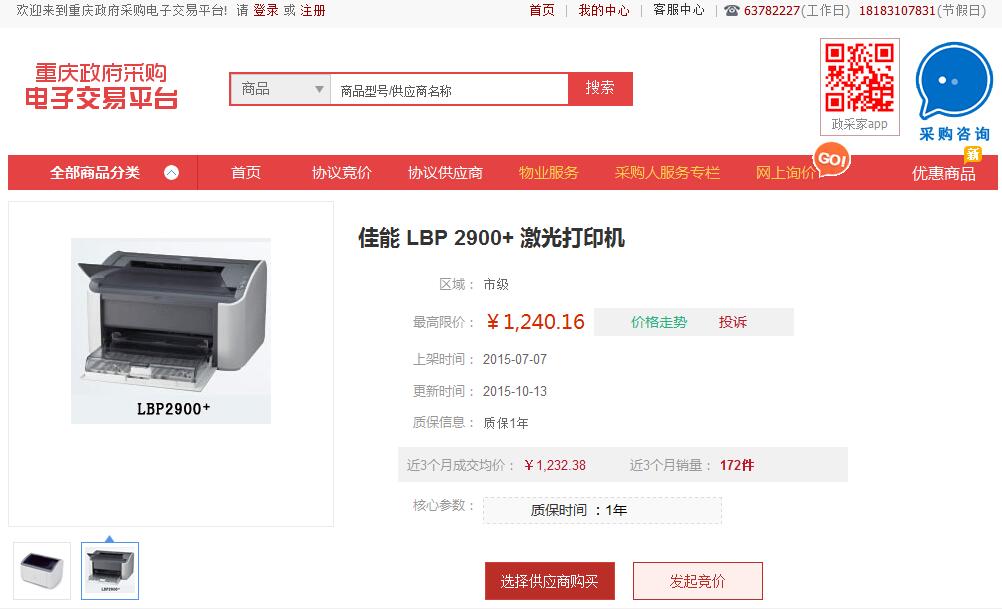 欢迎来到重庆政府采购电子交易平台! 请 登录 或 注册
首页 | 我的中心 | 客服中心 | 63782227(工作日) 18183107831(节假日)
重庆政府采购
电子交易平台
商品 商品型号/供应商名称 搜索
政采家app
采购咨询
GO!
新
全部商品分类 首页 协议竞价 协议供应商 物业服务 采购人服务专栏 网上询价 优惠商品
佳能 LBP 2900+ 激光打印机
区域： 市级
最高限价： ￥1,240.16 价格走势 投诉
上架时间： 2015-07-07
更新时间： 2015-10-13
质保信息： 质保1年
LBP2900+
近3个月成交均价： ￥1,232.38 近3个月销量： 172件
核心参数： 质保时间 ：1年
LBP2900+
选择供应商购买 发起竞价